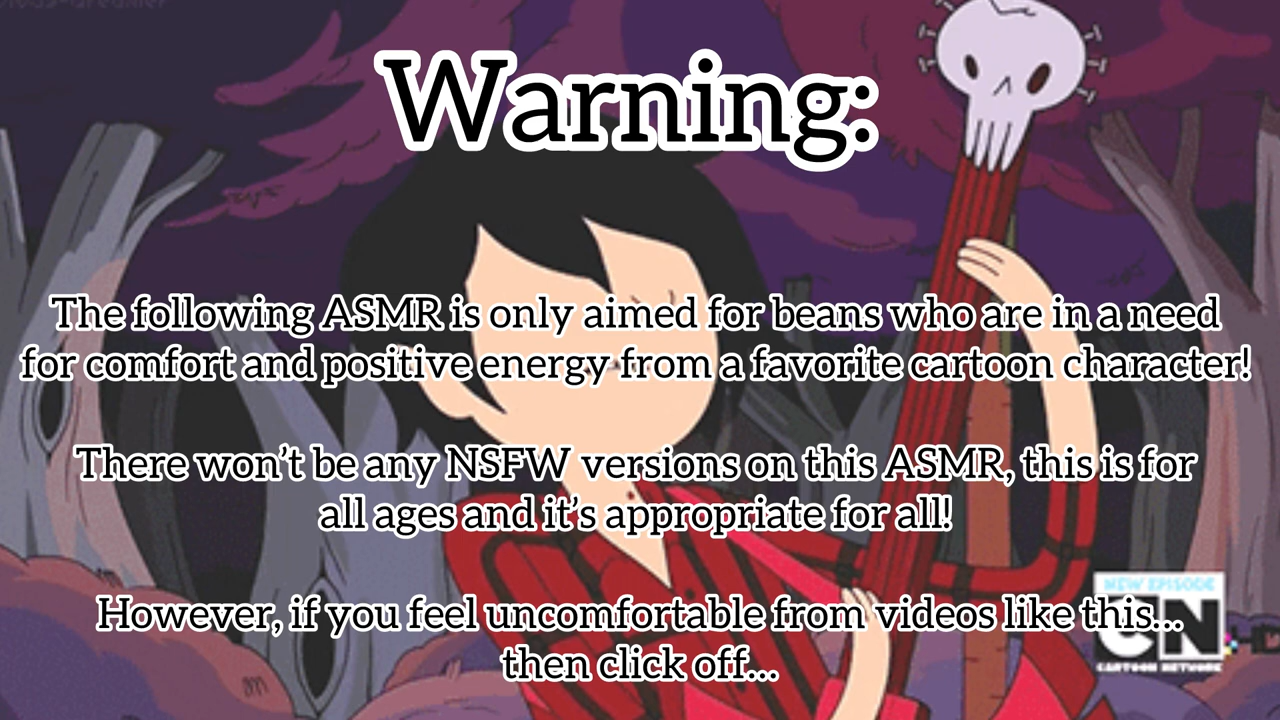 Warning:
The following ASMR is only aimed for beans who are in a need
for comfort and positive energy from a favorite cartoon character!
There won't be any NSFW versions on this ASMR, this is for
all ages and it's appropriate for all!
However, if you feel uncomfortable from videos like this...
then click off...
NEW EPISODE
CN
CARTOON NETWORK